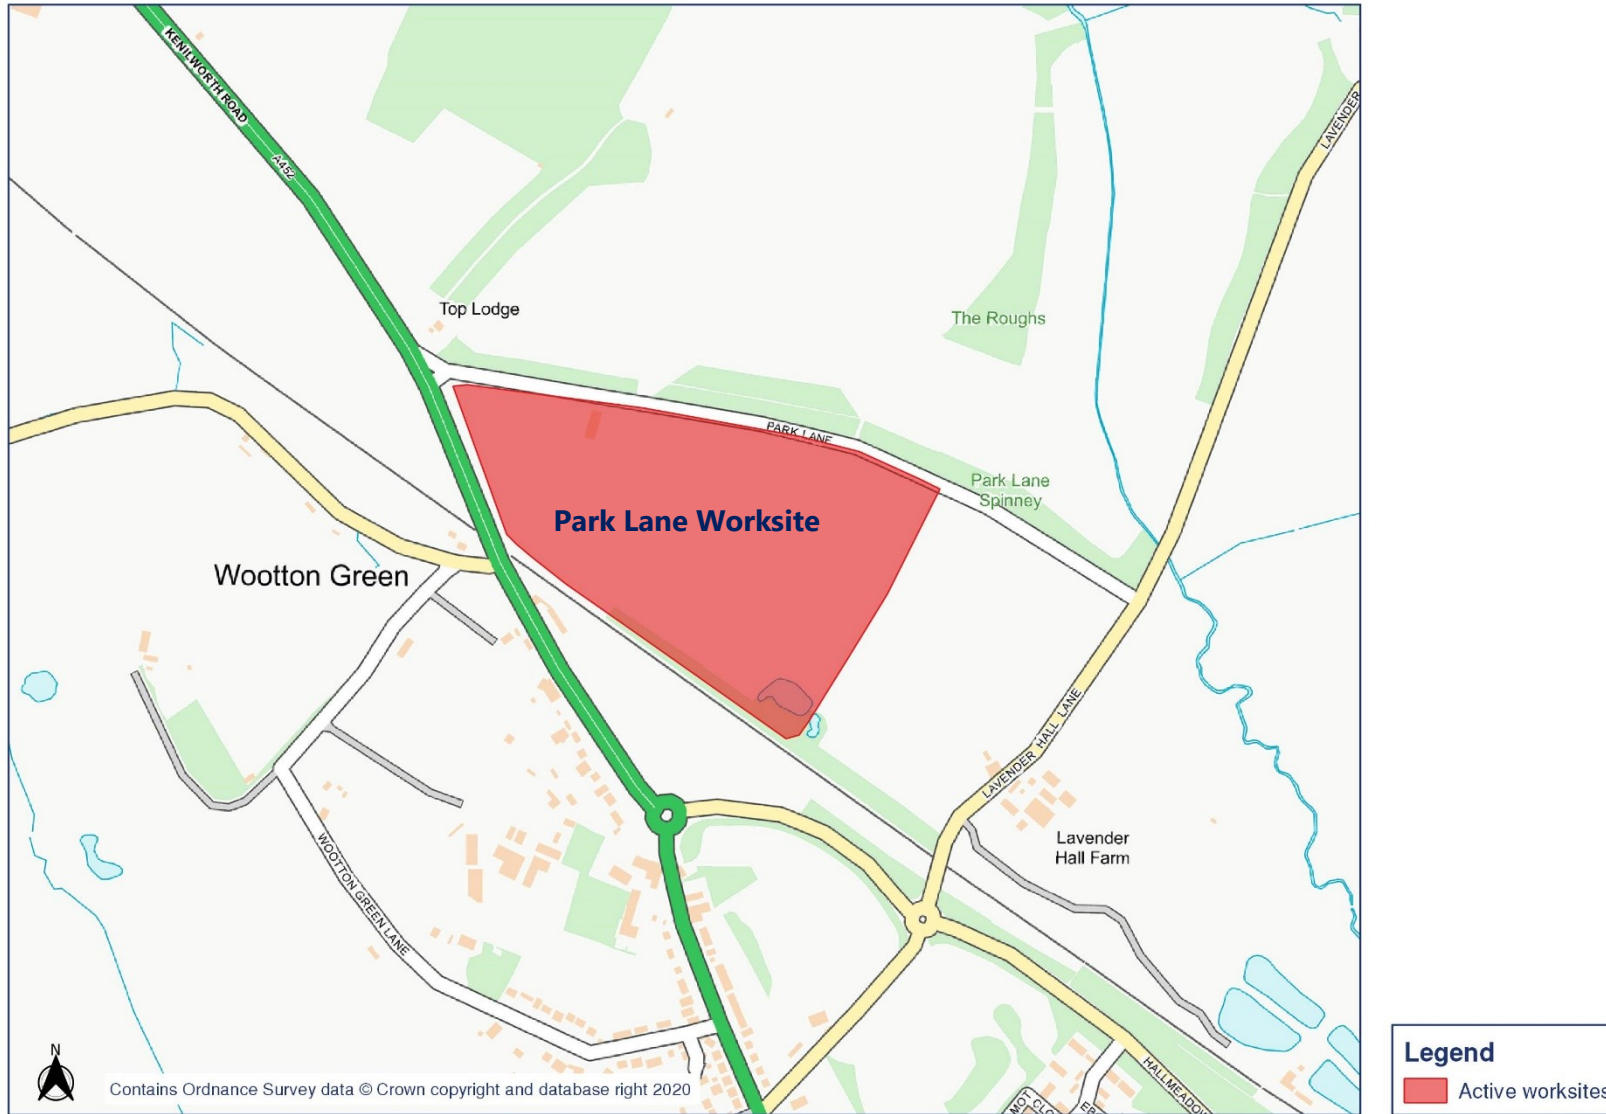 KENILWORTH ROAD
A452
LAVENDER
Top Lodge
The Roughs
PARK LANE
Park Lane
Spinney
Park Lane Worksite
Wootton Green
LAVENDER HALL LANE
Lavender
Hall Farm
WOOTTON GREEN LANE
HALLMEADOW
N
Contains Ordnance Survey data © Crown copyright and database right 2020
MOT
CLO
Legend
Active worksites